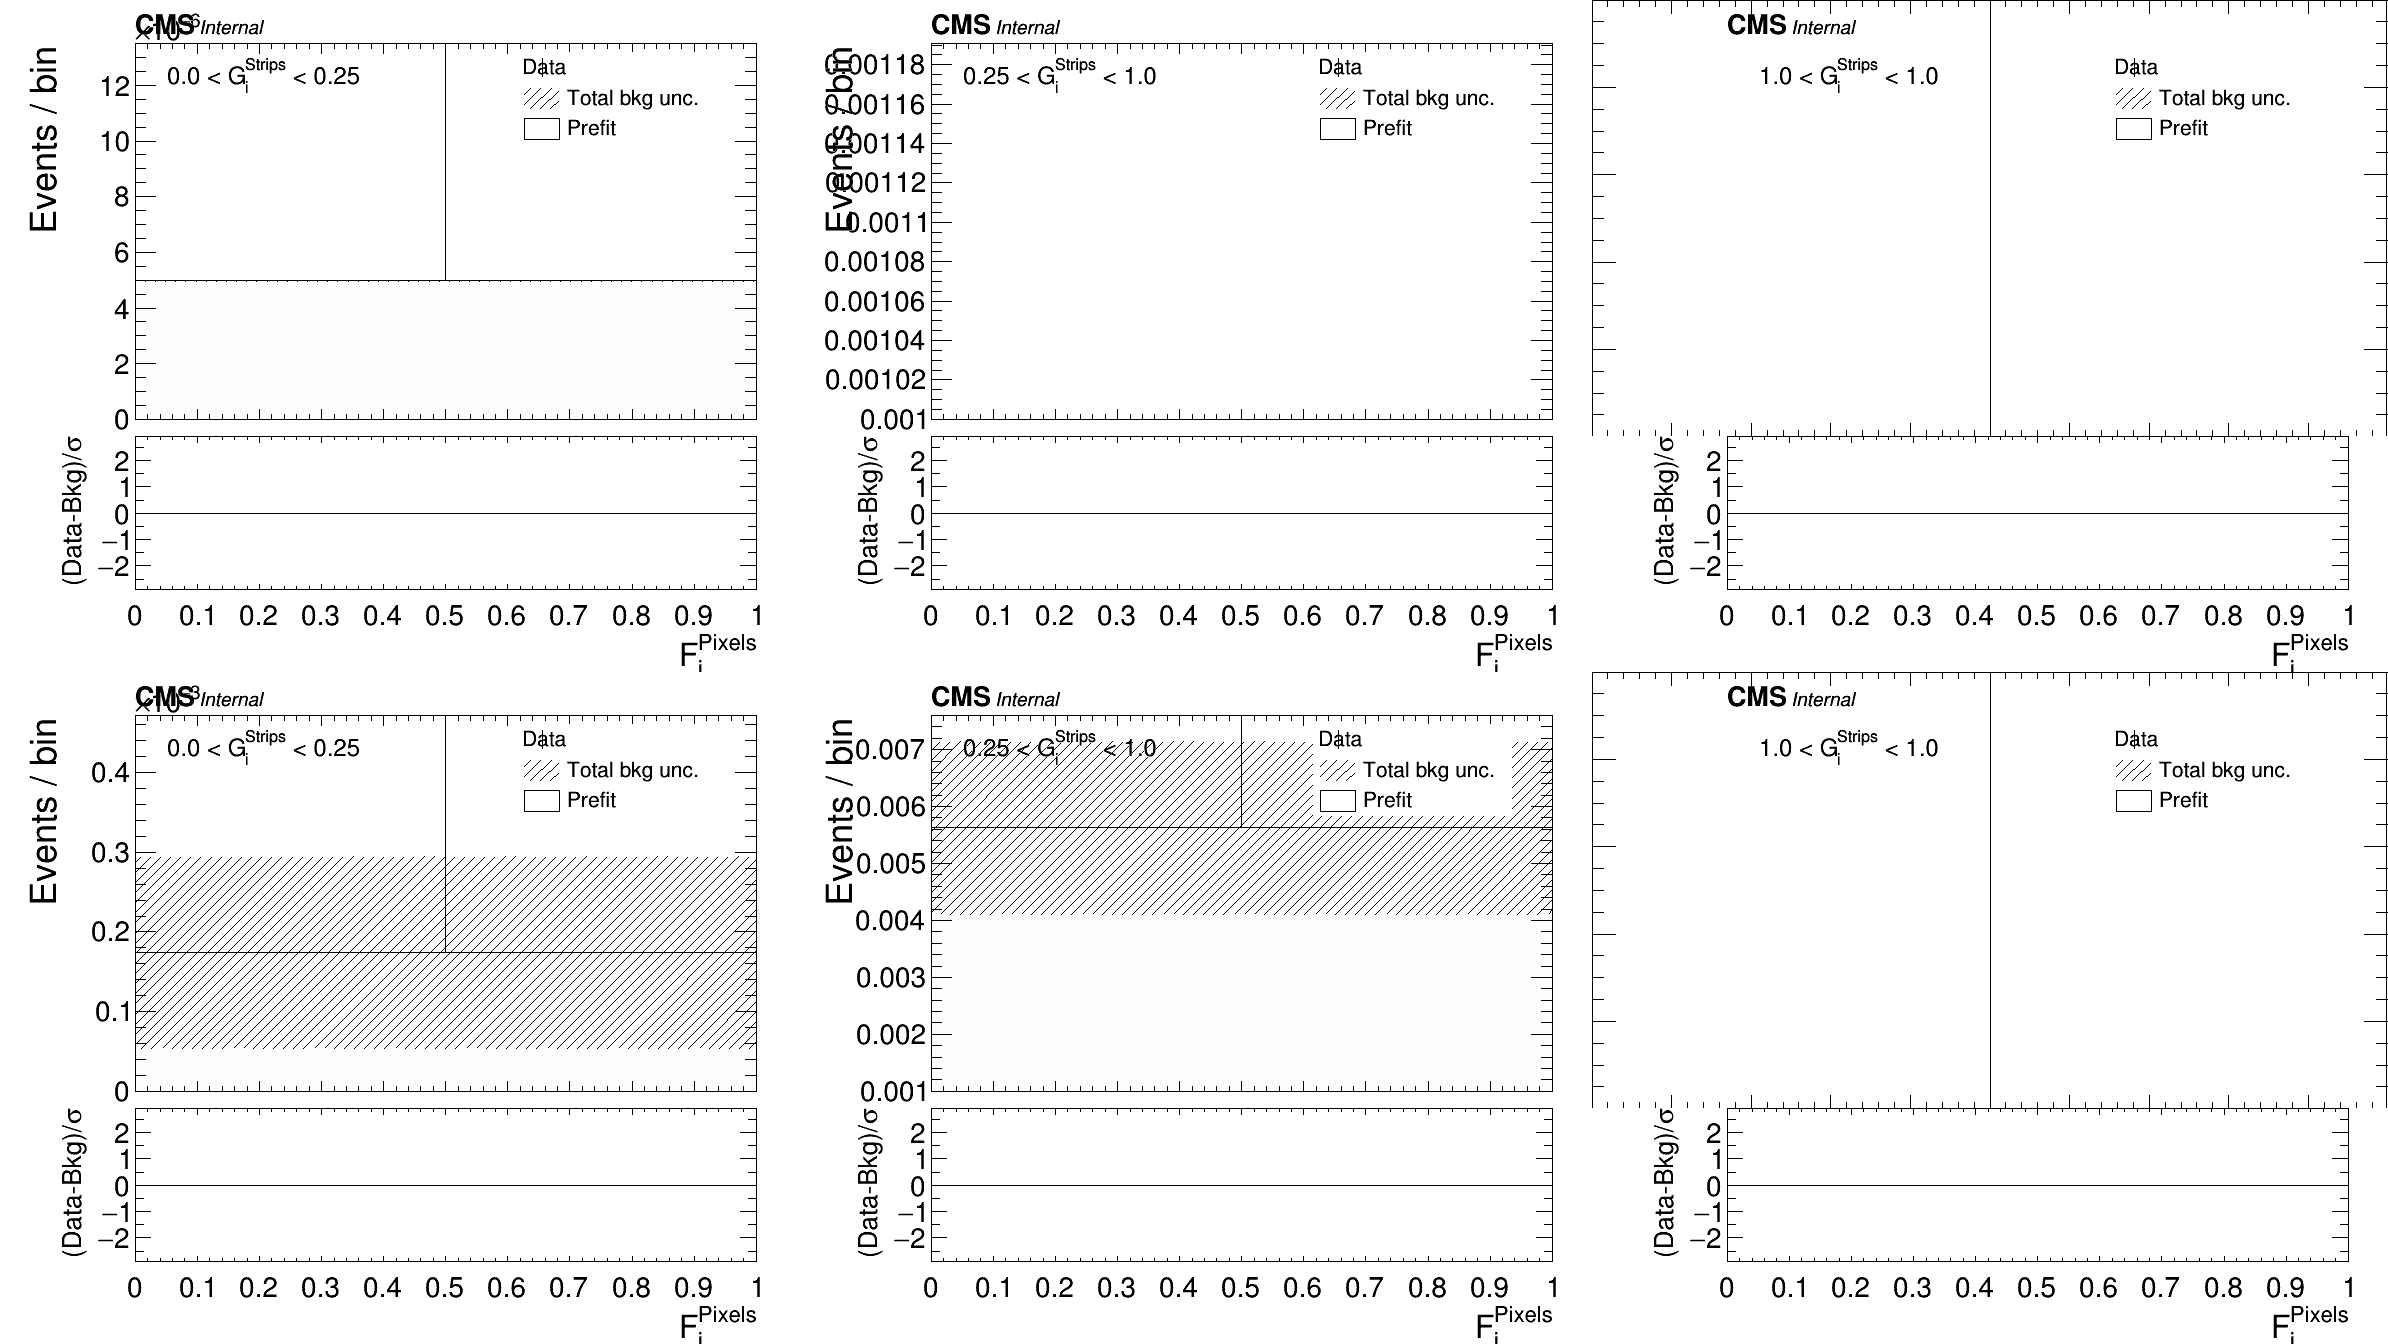 CMS Internal
×10⁻⁶
0.0 < G_i^Strips < 0.25
Data
Total bkg unc.
Prefit
Events / bin
12
10
8
6
4
2
0
(Data-Bkg)/σ
2
1
0
−1
−2
0 0.1 0.2 0.3 0.4 0.5 0.6 0.7 0.8 0.9 1
F_i^Pixels
CMS Internal
0.25 < G_i^Strips < 1.0
Data
Total bkg unc.
Prefit
Events / bin
0.00118
0.00116
0.00114
0.00112
0.0011
0.00108
0.00106
0.00104
0.00102
0.001
(Data-Bkg)/σ
2
1
0
−1
−2
0 0.1 0.2 0.3 0.4 0.5 0.6 0.7 0.8 0.9 1
F_i^Pixels
CMS Internal
1.0 < G_i^Strips < 1.0
Data
Total bkg unc.
Prefit
(Data-Bkg)/σ
2
1
0
−1
−2
0 0.1 0.2 0.3 0.4 0.5 0.6 0.7 0.8 0.9 1
F_i^Pixels
CMS Internal
×10⁻³
0.0 < G_i^Strips < 0.25
Data
Total bkg unc.
Prefit
Events / bin
0.4
0.3
0.2
0.1
0
(Data-Bkg)/σ
2
1
0
−1
−2
0 0.1 0.2 0.3 0.4 0.5 0.6 0.7 0.8 0.9 1
F_i^Pixels
CMS Internal
0.25 < G_i^Strips < 1.0
Data
Total bkg unc.
Prefit
Events / bin
0.007
0.006
0.005
0.004
0.003
0.002
0.001
(Data-Bkg)/σ
2
1
0
−1
−2
0 0.1 0.2 0.3 0.4 0.5 0.6 0.7 0.8 0.9 1
F_i^Pixels
CMS Internal
1.0 < G_i^Strips < 1.0
Data
Total bkg unc.
Prefit
(Data-Bkg)/σ
2
1
0
−1
−2
0 0.1 0.2 0.3 0.4 0.5 0.6 0.7 0.8 0.9 1
F_i^Pixels